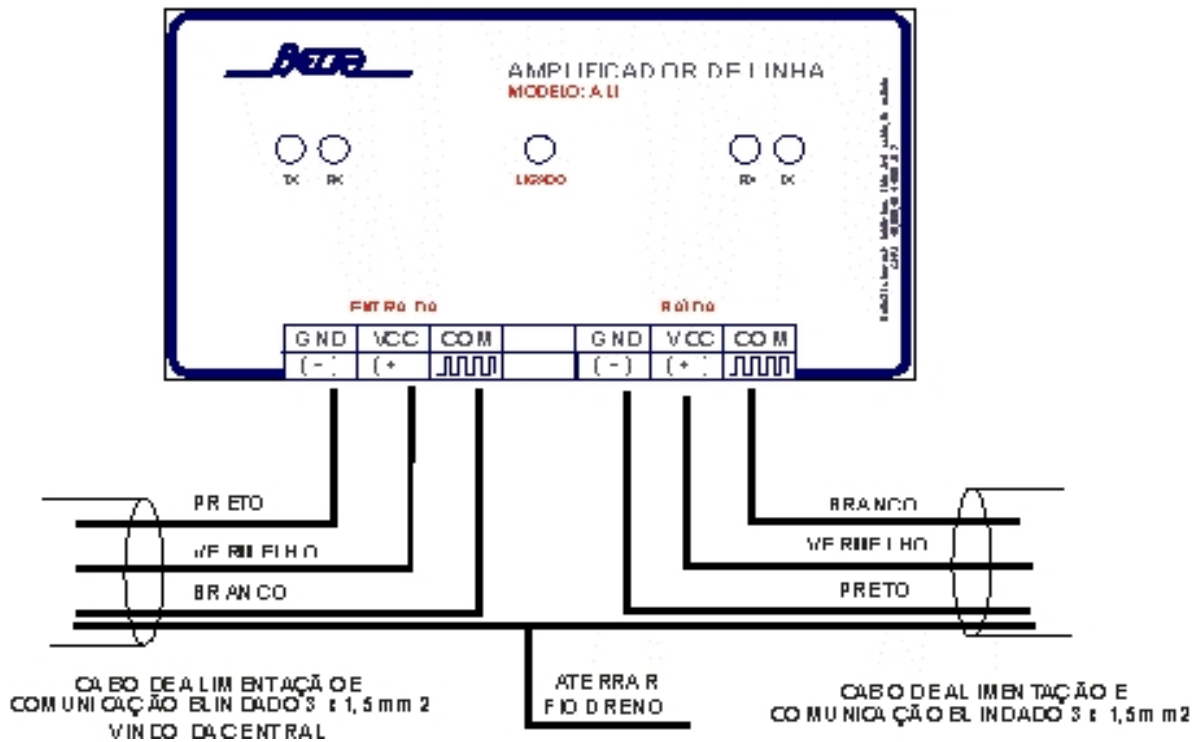 AMPLIFICADOR DE LINHA
MODELO: ALI
TX RX
LIGADO
RX TX
ENTRADA
SAÍDA
GND VCC COM GND VCC COM
(-) (+ (-) (+)
PRETO
VERMELHO
BRANCO
BRANCO
VERMELHO
PRETO
CABO DE ALIMENTAÇÃO E
COMUNICAÇÃO BLINDADO 3 x 1,5mm2
VINDO DA CENTRAL
ATERRAR
FIO DRENO
CABO DE ALIMENTAÇÃO E
COMUNICAÇÃO BLINDADO 3 x 1,5mm2